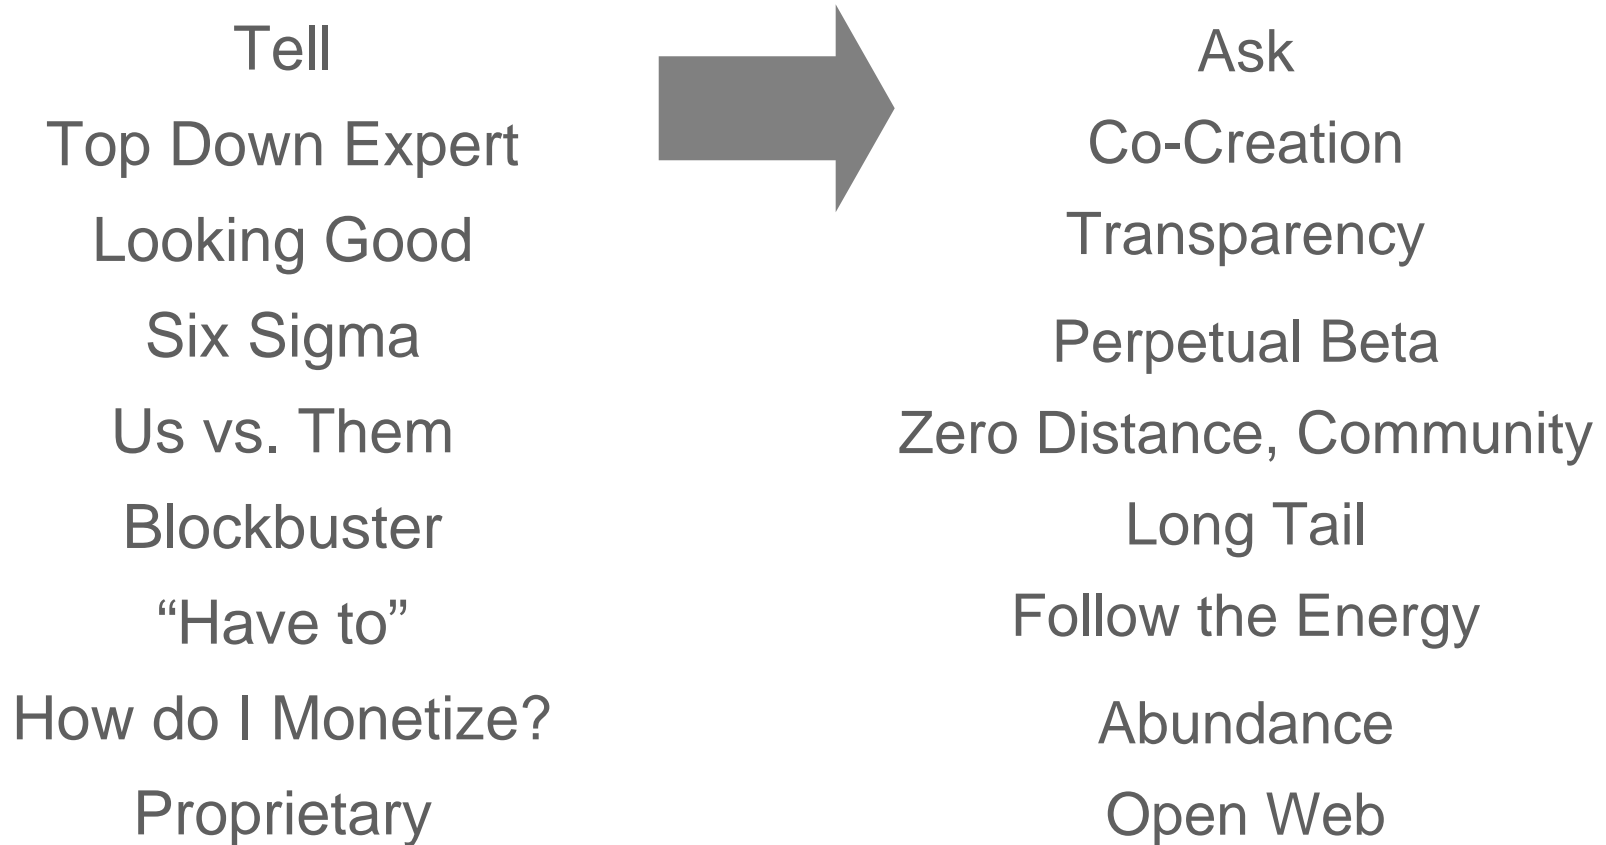 Tell
Top Down Expert
Looking Good
Six Sigma
Us vs. Them
Blockbuster
“Have to”
How do I Monetize?
Proprietary
Ask
Co-Creation
Transparency
Perpetual Beta
Zero Distance, Community
Long Tail
Follow the Energy
Abundance
Open Web